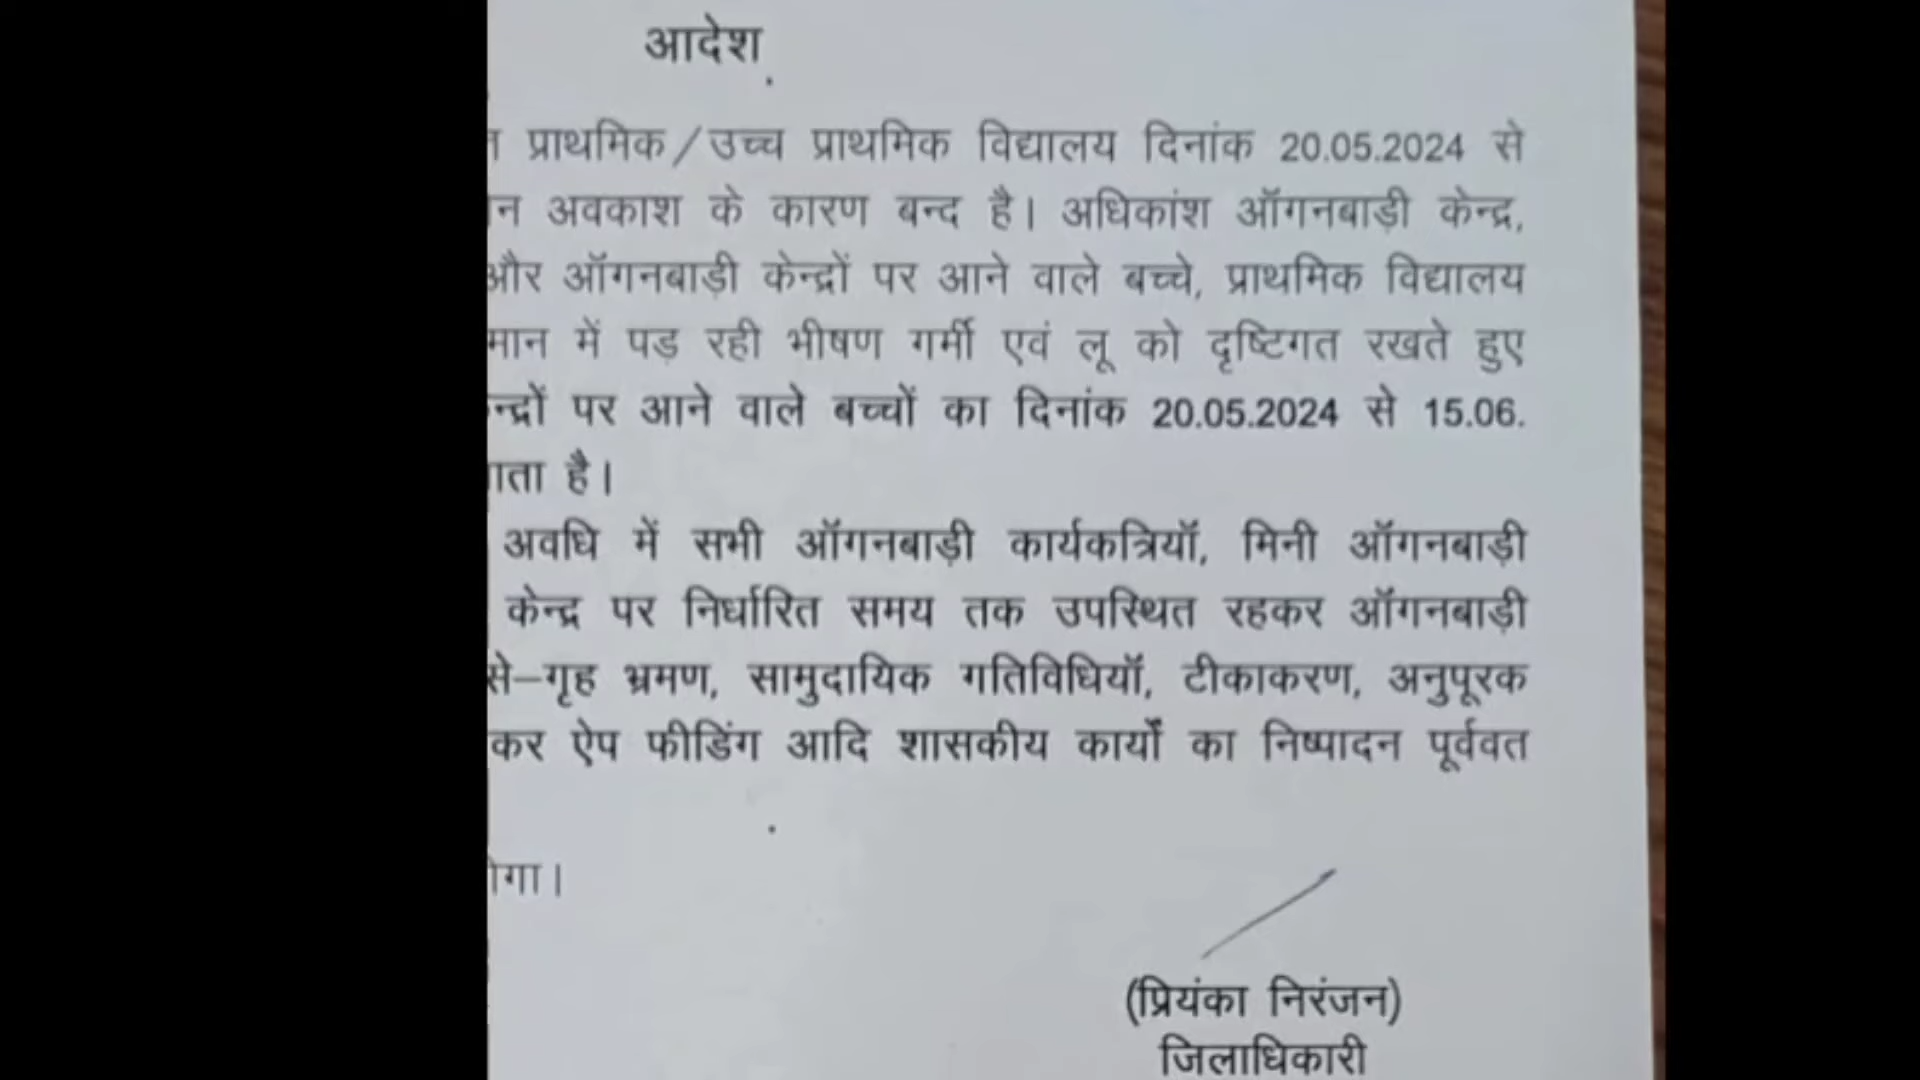 आदेश
प्राथमिक/उच्च प्राथमिक विद्यालय दिनांक 20.05.2024 से
न अवकाश के कारण बन्द है। अधिकांश ऑगनबाड़ी केन्द्र,
और ऑगनबाड़ी केन्द्रों पर आने वाले बच्चे, प्राथमिक विद्यालय
मान में पड़ रही भीषण गर्मी एवं लू को दृष्टिगत रखते हुए
न्द्रों पर आने वाले बच्चों का दिनांक 20.05.2024 से 15.06.
ाता है।
अवधि में सभी ऑगनबाड़ी कार्यकत्रियॉ, मिनी ऑगनबाड़ी
केन्द्र पर निर्धारित समय तक उपस्थित रहकर ऑगनबाड़ी
से–गृह भ्रमण, सामुदायिक गतिविधियॉ, टीकाकरण, अनुपूरक
कर ऐप फीडिंग आदि शासकीय कार्यों का निष्पादन पूर्ववत
ोगा।
(प्रियंका निरंजन)
जिलाधिकारी